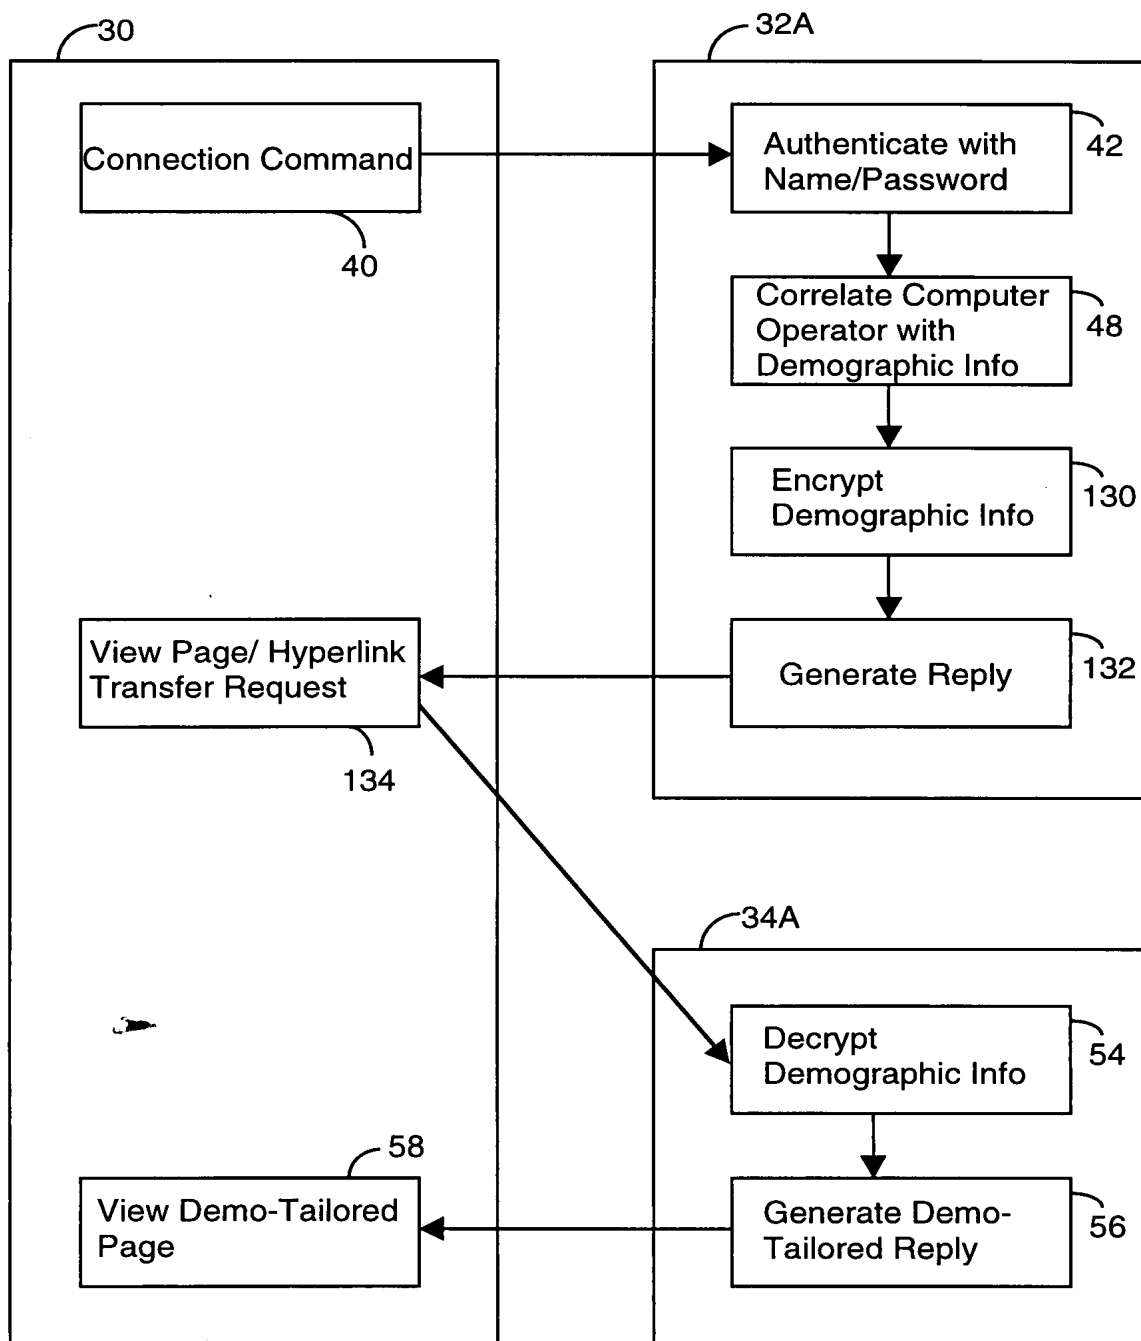 30
32A
Connection Command
40
Authenticate with
Name/Password
42
Correlate Computer
Operator with
Demographic Info
48
Encrypt
Demographic Info
130
View Page/ Hyperlink
Transfer Request
134
Generate Reply
132
34A
Decrypt
Demographic Info
54
58
View Demo-Tailored
Page
Generate Demo-
Tailored Reply
56